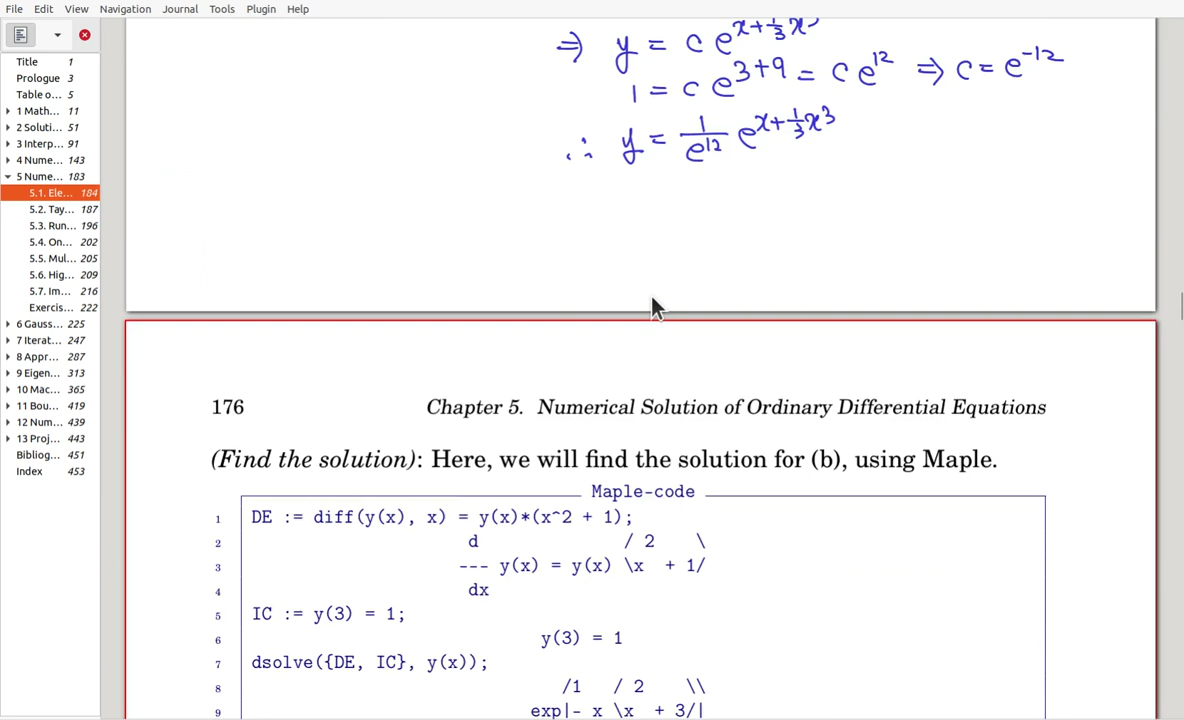 File Edit View Navigation Journal Tools Plugin Help
Title 1
Prologue 3
Table o... 5
1 Math... 11
2 Soluti... 51
3 Interp... 91
4 Nume... 143
5 Nume... 183
5.1. Ele... 184
5.2. Tay... 187
5.3. Run... 196
5.4. On... 202
5.5. Mul... 205
5.6. Hig... 209
5.7. Im... 216
Exercis... 222
6 Gauss... 225
7 Iterat... 247
8 Appr... 287
9 Eigen... 313
10 Mac... 365
11 Bou... 419
12 Num... 439
13 Proj... 443
Bibliog... 451
Index 453
⇒ y = c e^{x+⅓x³}
1 = c e^{3+9} = c e^{12} ⇒ c = e^{-12}
∴ y = \frac{1}{e^{12}} e^{x+⅓x³}
176 Chapter 5. Numerical Solution of Ordinary Differential Equations
(Find the solution): Here, we will find the solution for (b), using Maple.
Maple-code
1 DE := diff(y(x), x) = y(x)*(x^2 + 1);
2 d / 2 \
3 --- y(x) = y(x) \x + 1/
4 dx
5 IC := y(3) = 1;
6 y(3) = 1
7 dsolve({DE, IC}, y(x));
8 /1 / 2 \\
9 exp|- x \x + 3/|